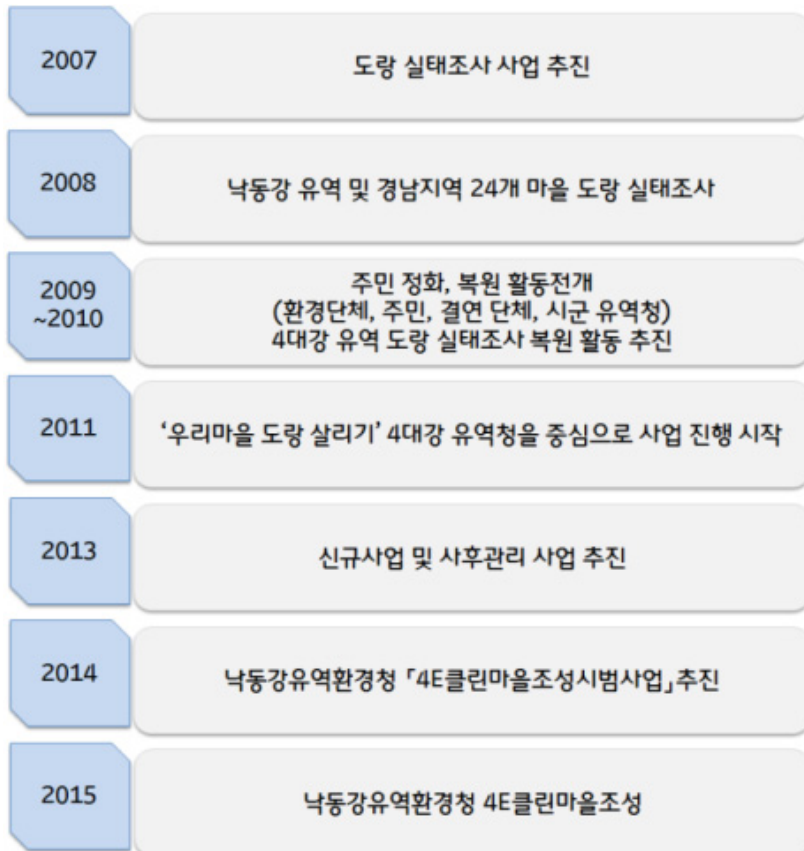 2007
도랑 실태조사 사업 추진
2008
낙동강 유역 및 경남지역 24개 마을 도랑 실태조사
2009
~2010
주민 정화, 복원 활동전개
(환경단체, 주민, 결연 단체, 시군 유역청)
4대강 유역 도랑 실태조사 복원 활동 추진
2011
‘우리마을 도랑 살리기’ 4대강 유역청을 중심으로 사업 진행 시작
2013
신규사업 및 사후관리 사업 추진
2014
낙동강유역환경청 「4E클린마을조성시범사업」추진
2015
낙동강유역환경청 4E클린마을조성